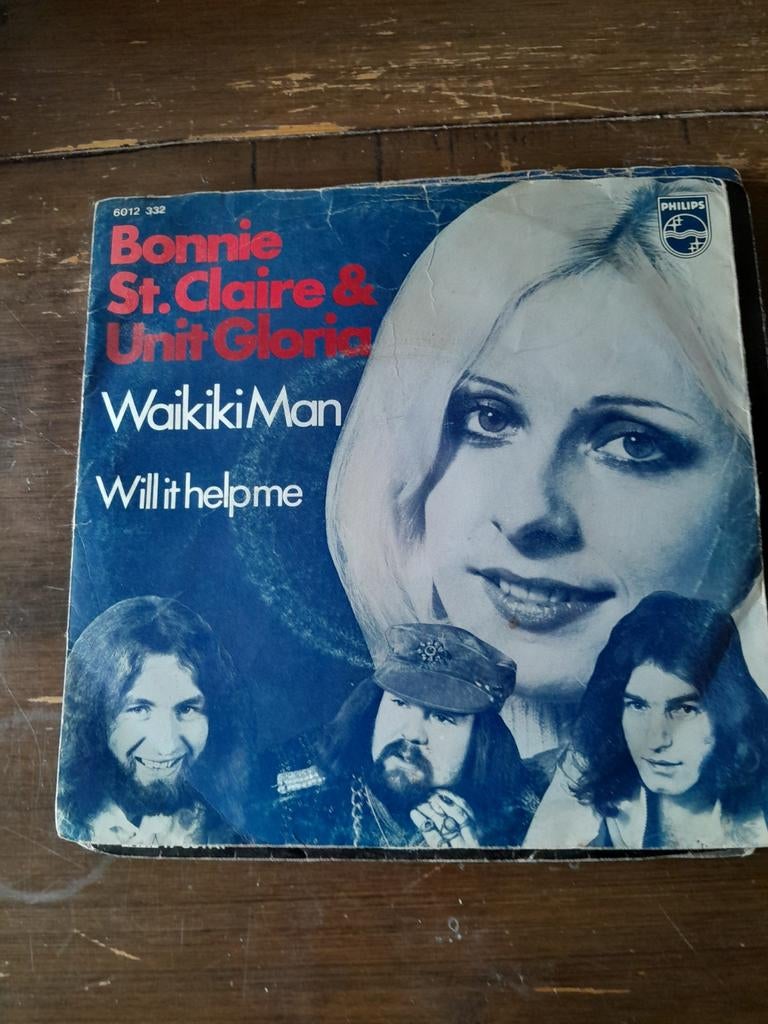 6012 332
PHILIPS
Bonnie
St. Claire &
Unit Gloria
Waikiki Man
Will it help me